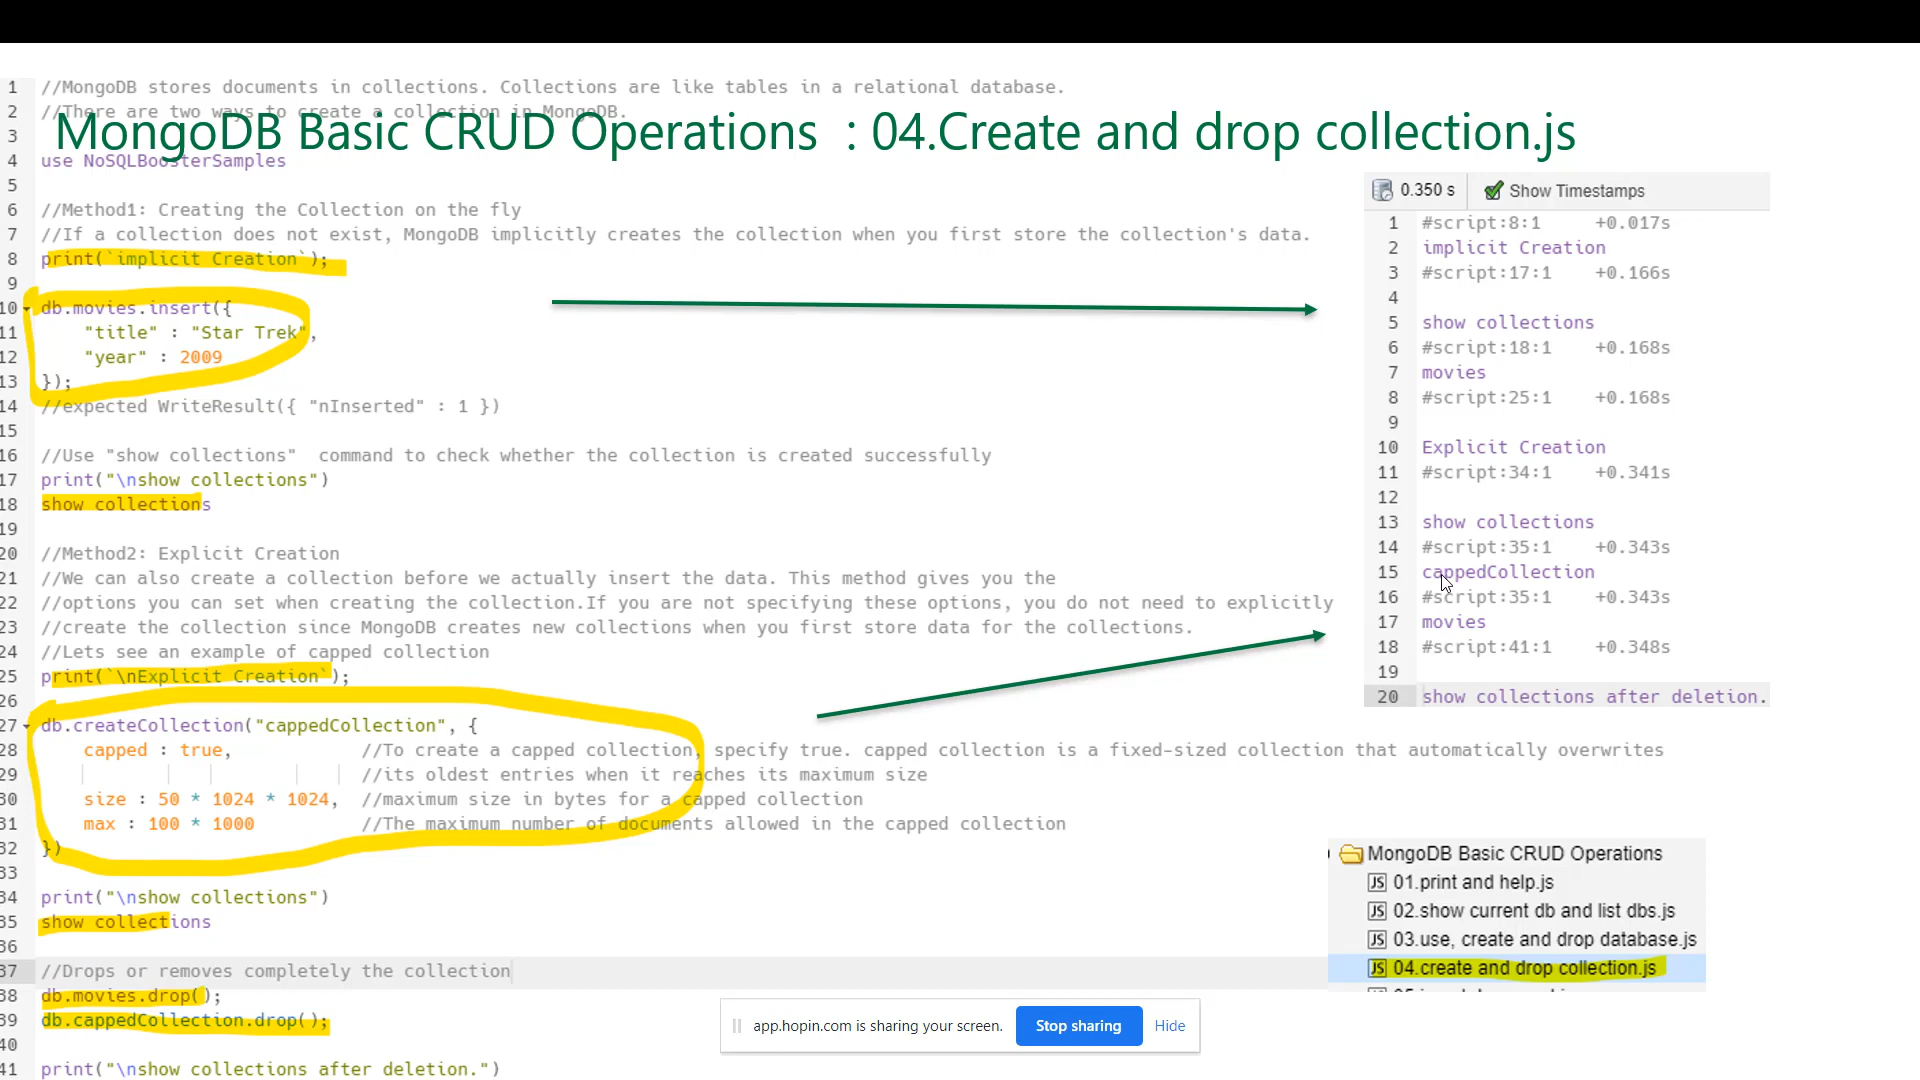 1 //MongoDB stores documents in collections. Collections are like tables in a relational database.
2 //There are two ways to create a collection in MongoDB.
3
MongoDB Basic CRUD Operations : 04.Create and drop collection.js
4 use NoSQLBoosterSamples
5
6 //Method1: Creating the Collection on the fly
7 //If a collection does not exist, MongoDB implicitly creates the collection when you first store the collection's data.
8 print(`implicit Creation`);
9
10 db.movies.insert({
11 "title" : "Star Trek",
12 "year" : 2009
13 });
14 //expected WriteResult({ "nInserted" : 1 })
15
16 //Use "show collections"  command to check whether the collection is created successfully
17 print("\nshow collections")
18 show collections
19
20 //Method2: Explicit Creation
21 //We can also create a collection before we actually insert the data. This method gives you the
22 //options you can set when creating the collection.If you are not specifying these options, you do not need to explicitly
23 //create the collection since MongoDB creates new collections when you first store data for the collections.
24 //Lets see an example of capped collection
25 print(`\nExplicit Creation`);
26
27 db.createCollection("cappedCollection", {
28 capped : true, //To create a capped collection, specify true. capped collection is a fixed-sized collection that automatically overwrites
29 //its oldest entries when it reaches its maximum size
30 size : 50 * 1024 * 1024, //maximum size in bytes for a capped collection
31 max : 100 * 1000 //The maximum number of documents allowed in the capped collection
32 })
33
34 print("\nshow collections")
35 show collections
36
37 //Drops or removes completely the collection
38 db.movies.drop();
39 db.cappedCollection.drop();
40
41 print("\nshow collections after deletion.")
0.350 s Show Timestamps
1 #script:8:1 +0.017s
2 implicit Creation
3 #script:17:1 +0.166s
4
5 show collections
6 #script:18:1 +0.168s
7 movies
8 #script:25:1 +0.168s
9
10 Explicit Creation
11 #script:34:1 +0.341s
12
13 show collections
14 #script:35:1 +0.343s
15 cappedCollection
16 #script:35:1 +0.343s
17 movies
18 #script:41:1 +0.348s
19
20 show collections after deletion.
MongoDB Basic CRUD Operations
JS 01.print and help.js
JS 02.show current db and list dbs.js
JS 03.use, create and drop database.js
JS 04.create and drop collection.js
app.hopin.com is sharing your screen. Stop sharing Hide